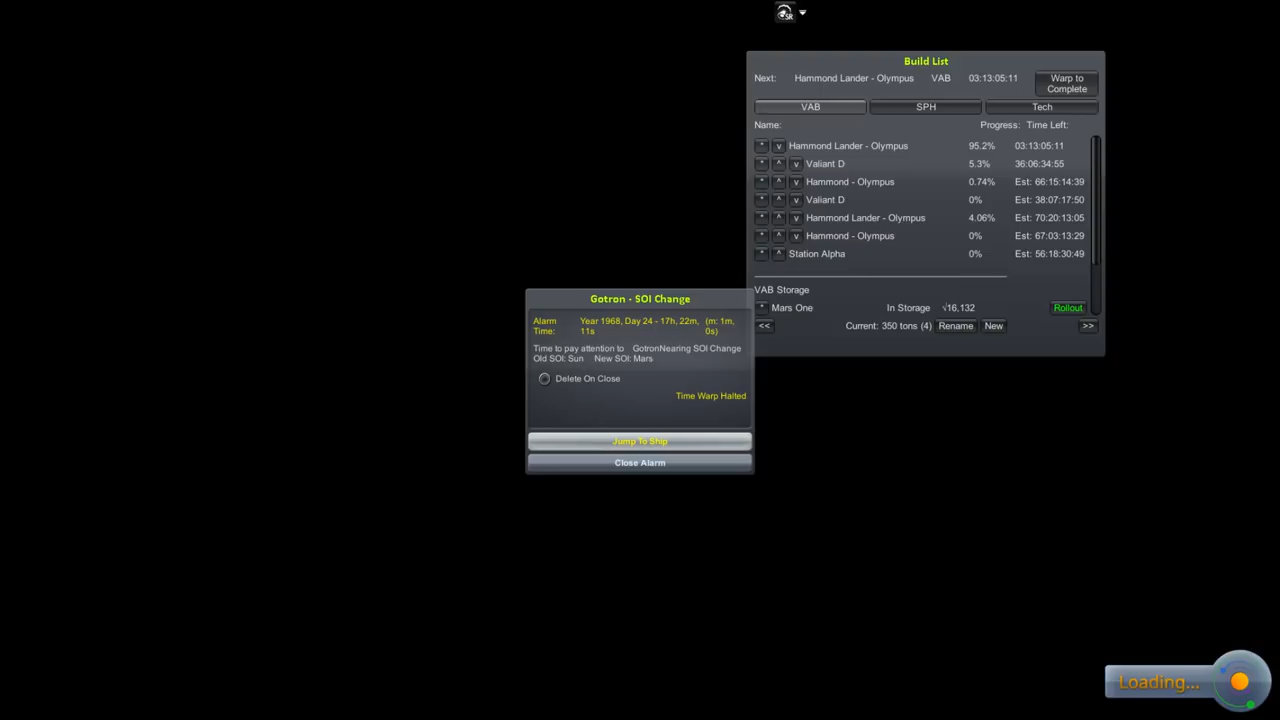 SR
Build List
Next: Hammond Lander - Olympus VAB 03:13:05:11 Warp to Complete
VAB SPH Tech
Name: Progress: Time Left:
* v Hammond Lander - Olympus 95.2% 03:13:05:11
* ^ v Valiant D 5.3% 36:06:34:55
* ^ v Hammond - Olympus 0.74% Est: 66:15:14:39
* ^ v Valiant D 0% Est: 38:07:17:50
* ^ v Hammond Lander - Olympus 4.06% Est: 70:20:13:05
* ^ v Hammond - Olympus 0% Est: 67:03:13:29
* ^ Station Alpha 0% Est: 56:18:30:49
VAB Storage
* Mars One In Storage √16,132 Rollout
<< Current: 350 tons (4) Rename New >>
Gotron - SOI Change
Alarm Time: Year 1968, Day 24 - 17h, 22m, 11s (m: 1m, 0s)
Time to pay attention to GotronNearing SOI Change
Old SOI: Sun New SOI: Mars
Delete On Close
Time Warp Halted
Jump To Ship
Close Alarm
Loading...